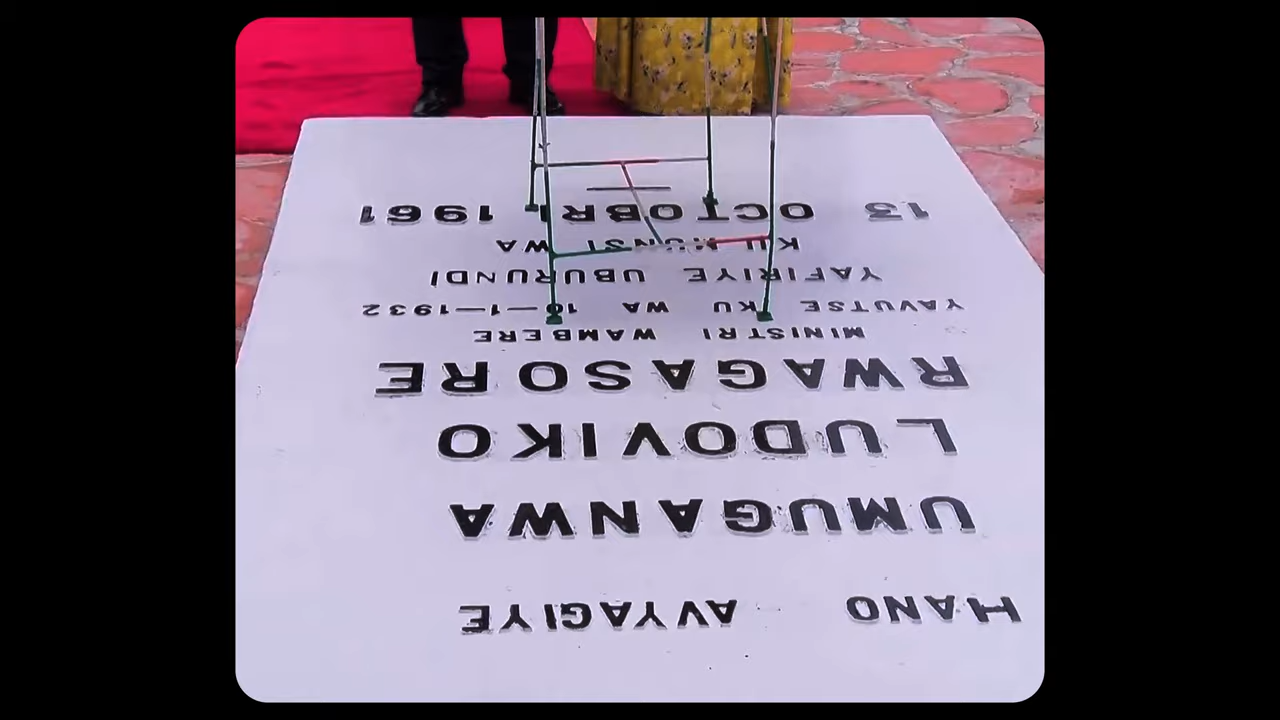 HANO AVYAGIYE
UMUGANWA
LUDOVIKO
RWAGASORE
MINISTRI WAMBERE
YAVUTSE KU WA 10-1-1932
YAFIRIYE UBURUNDI
KU MUNSI WA
13 OCTOBRI 1961